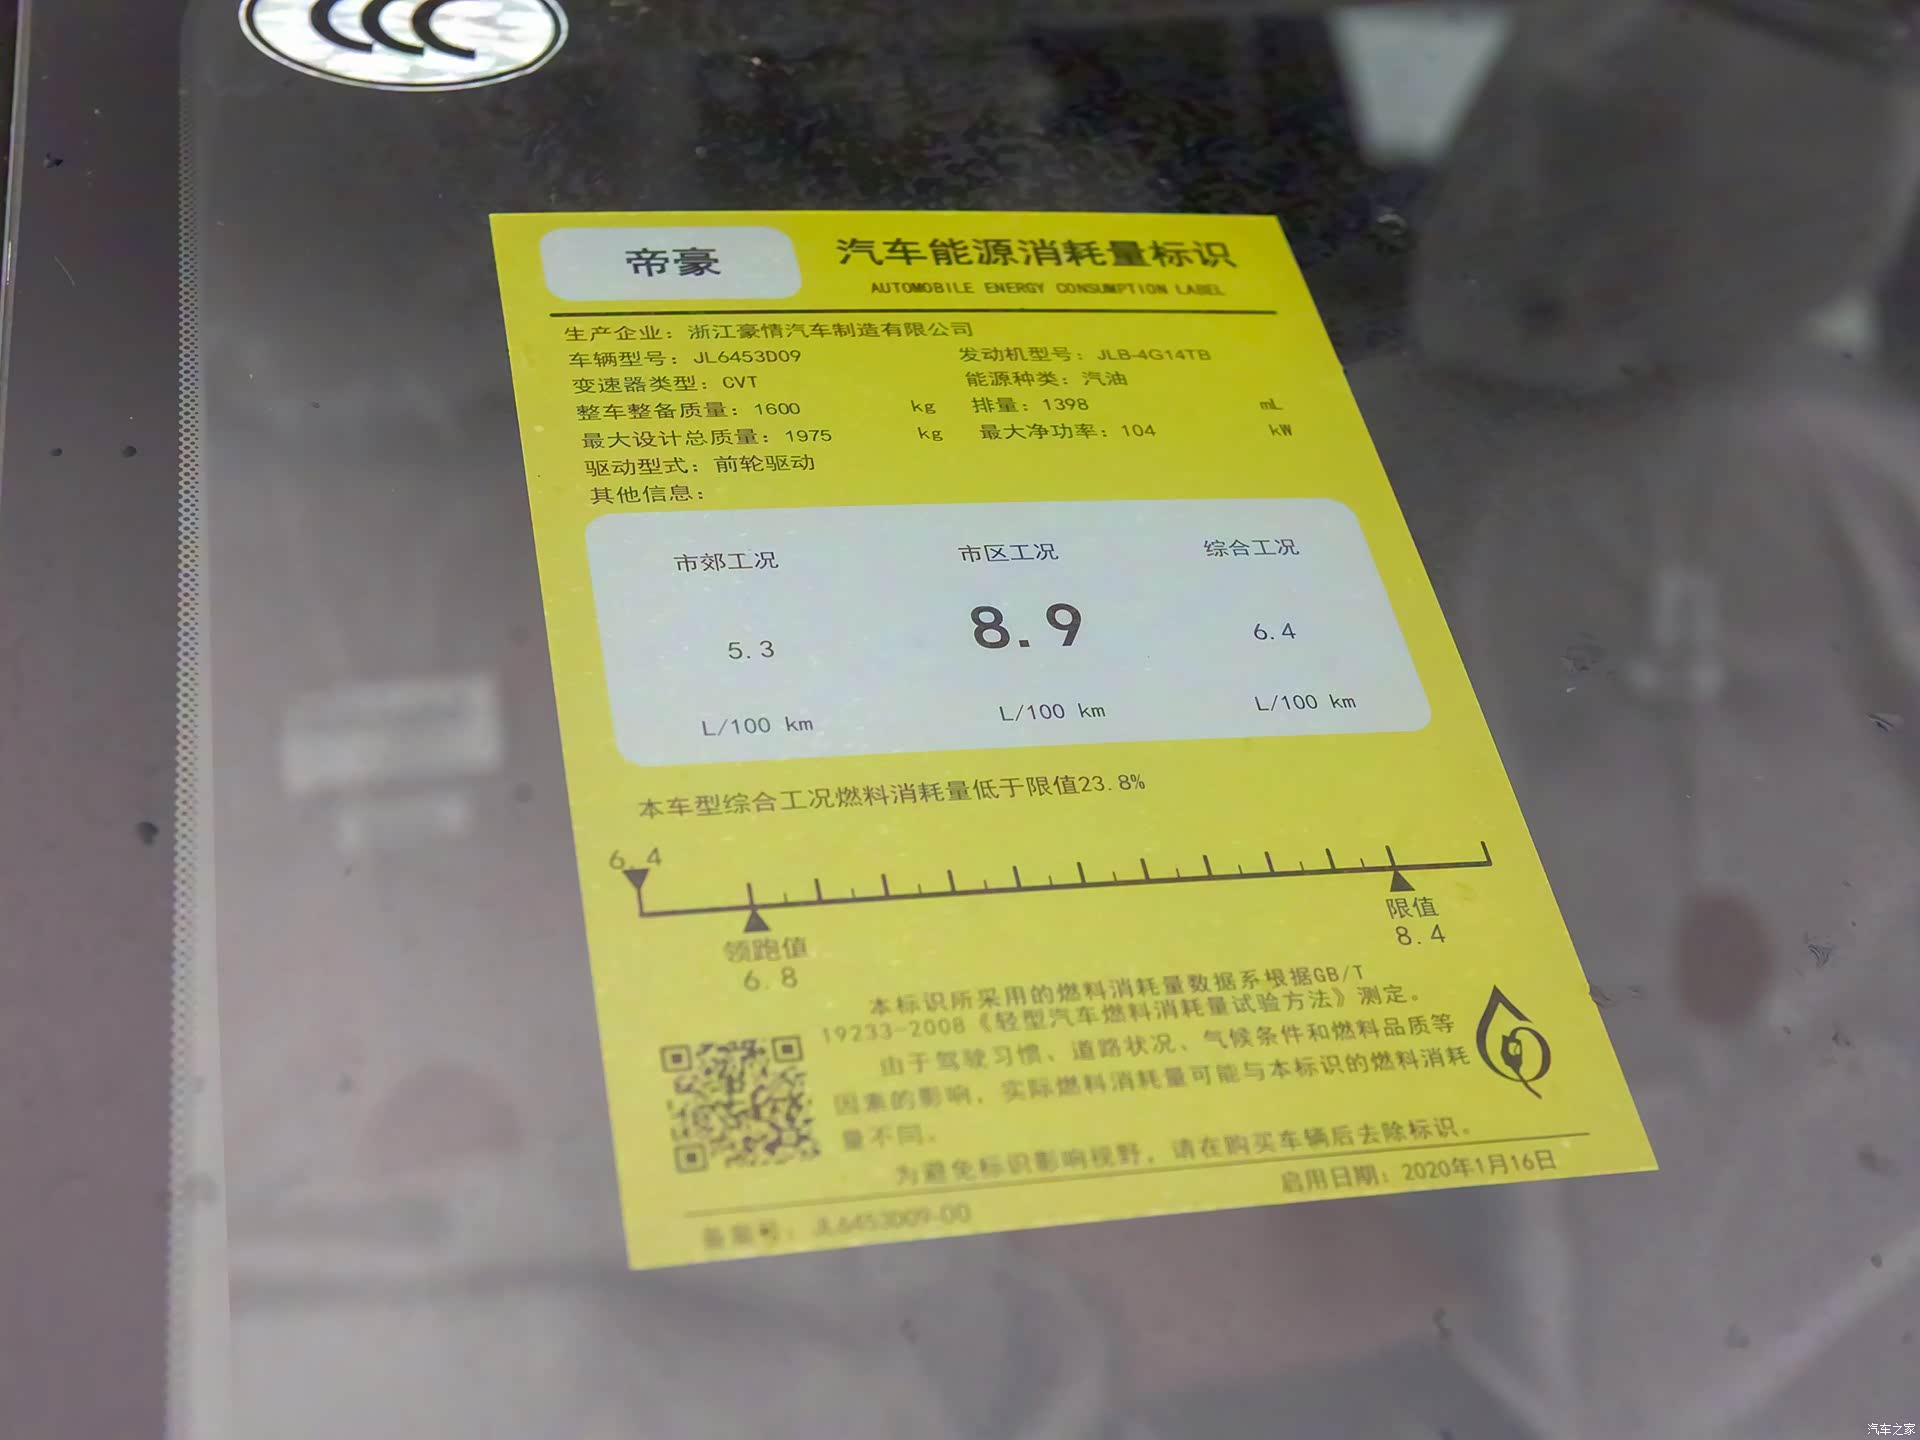 CCC
帝豪
汽车能源消耗量标识
AUTOMOBILE ENERGY CONSUMPTION LABEL
生产企业：浙江豪情汽车制造有限公司
车辆型号：JL6453D09 发动机型号：JLB-4G14TB
变速器类型：CVT 能源种类：汽油
整车整备质量：1600 kg 排量：1398 mL
最大设计总质量：1975 kg 最大净功率：104 kW
驱动型式：前轮驱动
其他信息：
市郊工况 市区工况 综合工况
5.3 8.9 6.4
L/100 km L/100 km L/100 km
本车型综合工况燃料消耗量低于限值23.8%
6.4
领跑值 限值
6.8 8.4
本标识所采用的燃料消耗量数据系根据GB/T
19233-2008《轻型汽车燃料消耗量试验方法》测定。
由于驾驶习惯、道路状况、气候条件和燃料品质等
因素的影响，实际燃料消耗量可能与本标识的燃料消耗
量不同。
为避免标识影响视野，请在购买车辆后去除标识。
备案号：JL6453D09-00 启用日期：2020年1月16日
汽车之家